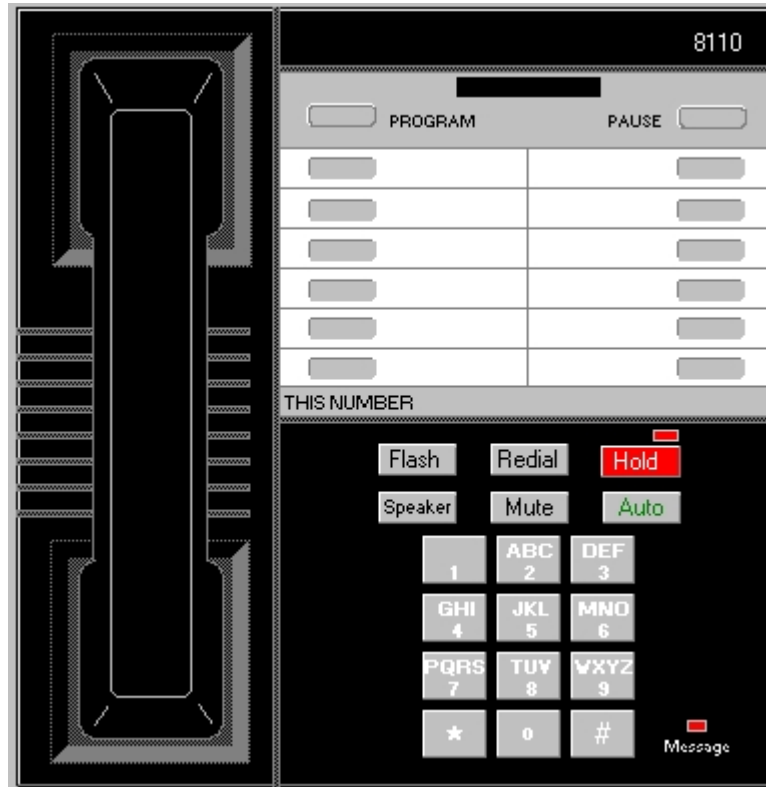 8110
PROGRAM PAUSE
THIS NUMBER
Flash Redial Hold
Speaker Mute Auto
ABC DEF
1 2 3
GHI JKL MNO
4 5 6
PQRS TUV WXYZ
7 8 9
* 0 #
Message